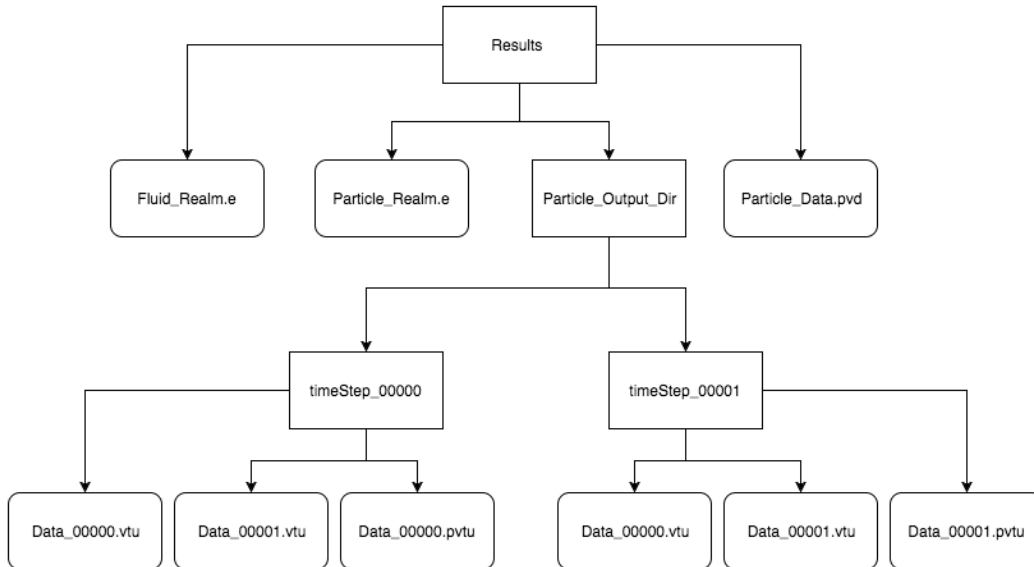 Results
Fluid_Realm.e
Particle_Realm.e
Particle_Output_Dir
Particle_Data.pvd
timeStep_00000
timeStep_00001
Data_00000.vtu
Data_00001.vtu
Data_00000.pvtu
Data_00000.vtu
Data_00001.vtu
Data_00001.pvtu